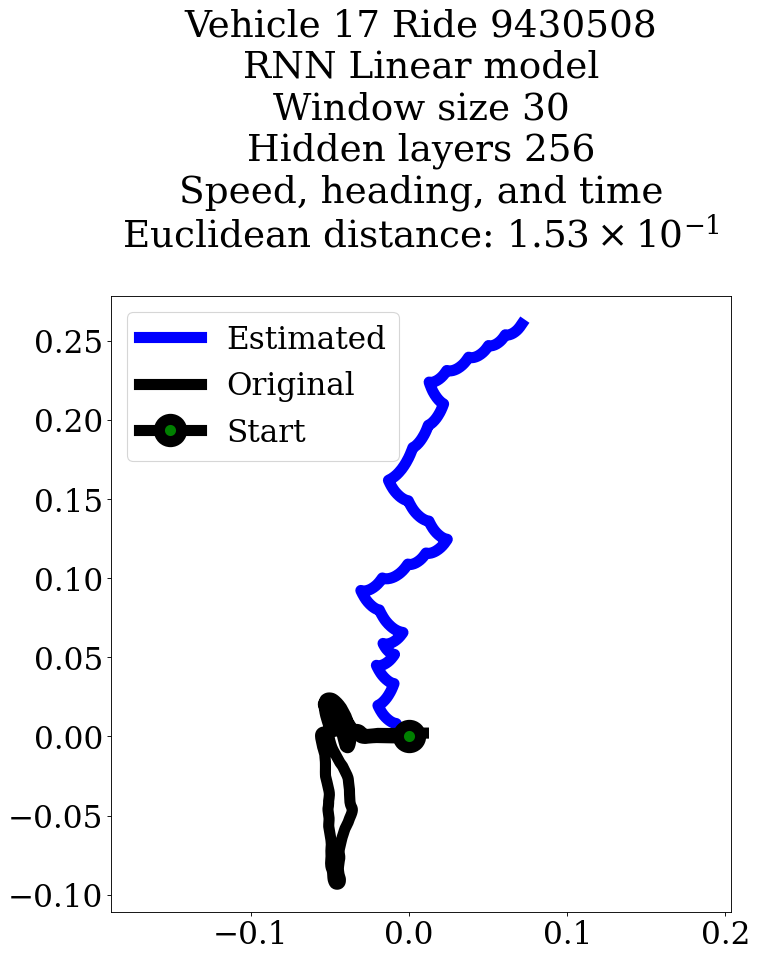 Vehicle 17 Ride 9430508
RNN Linear model
Window size 30
Hidden layers 256
Speed, heading, and time
Euclidean distance: 1.53 × 10⁻¹
Estimated
Original
Start
0.25
0.20
0.15
0.10
0.05
0.00
−0.05
−0.10
−0.1 0.0 0.1 0.2